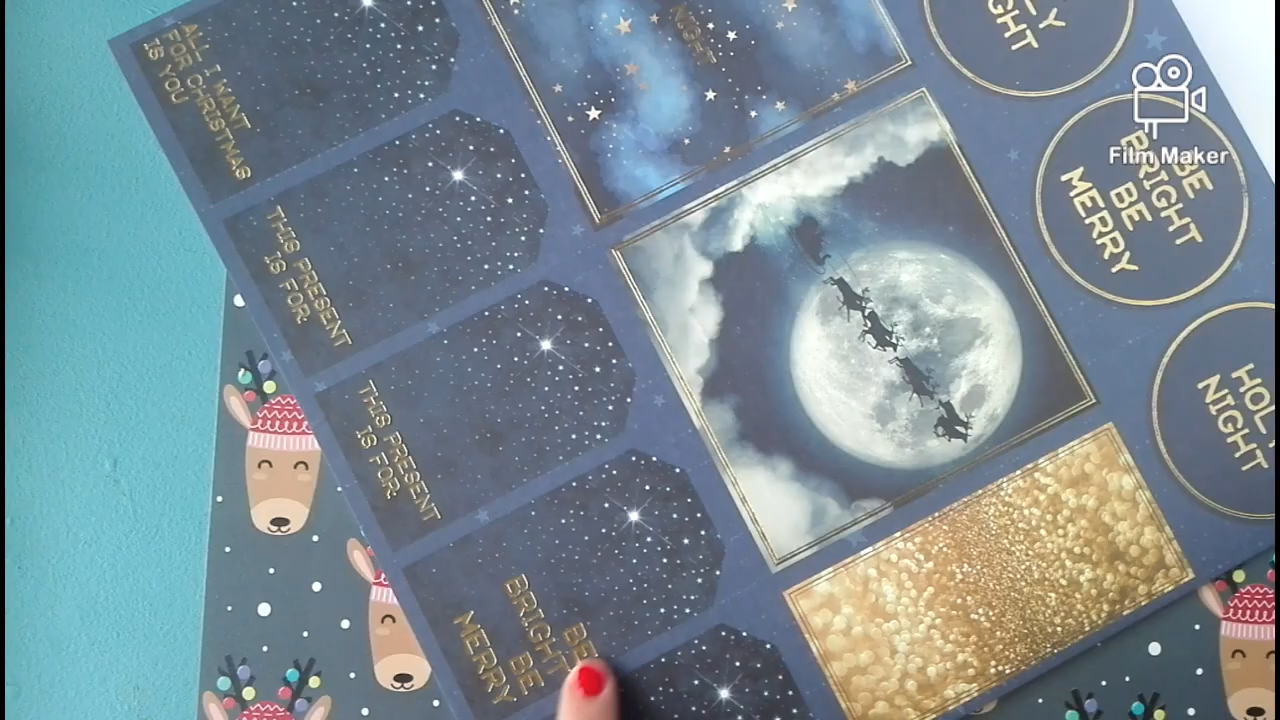 ALL I WANT
FOR CHRISTMAS
IS YOU
THIS PRESENT
IS FOR:
THIS PRESENT
IS FOR:
BE
BRIGHT
BE
MERRY
NIGHT
NIGHT
BE
BRIGHT
BE
MERRY
NIGHT
Film Maker